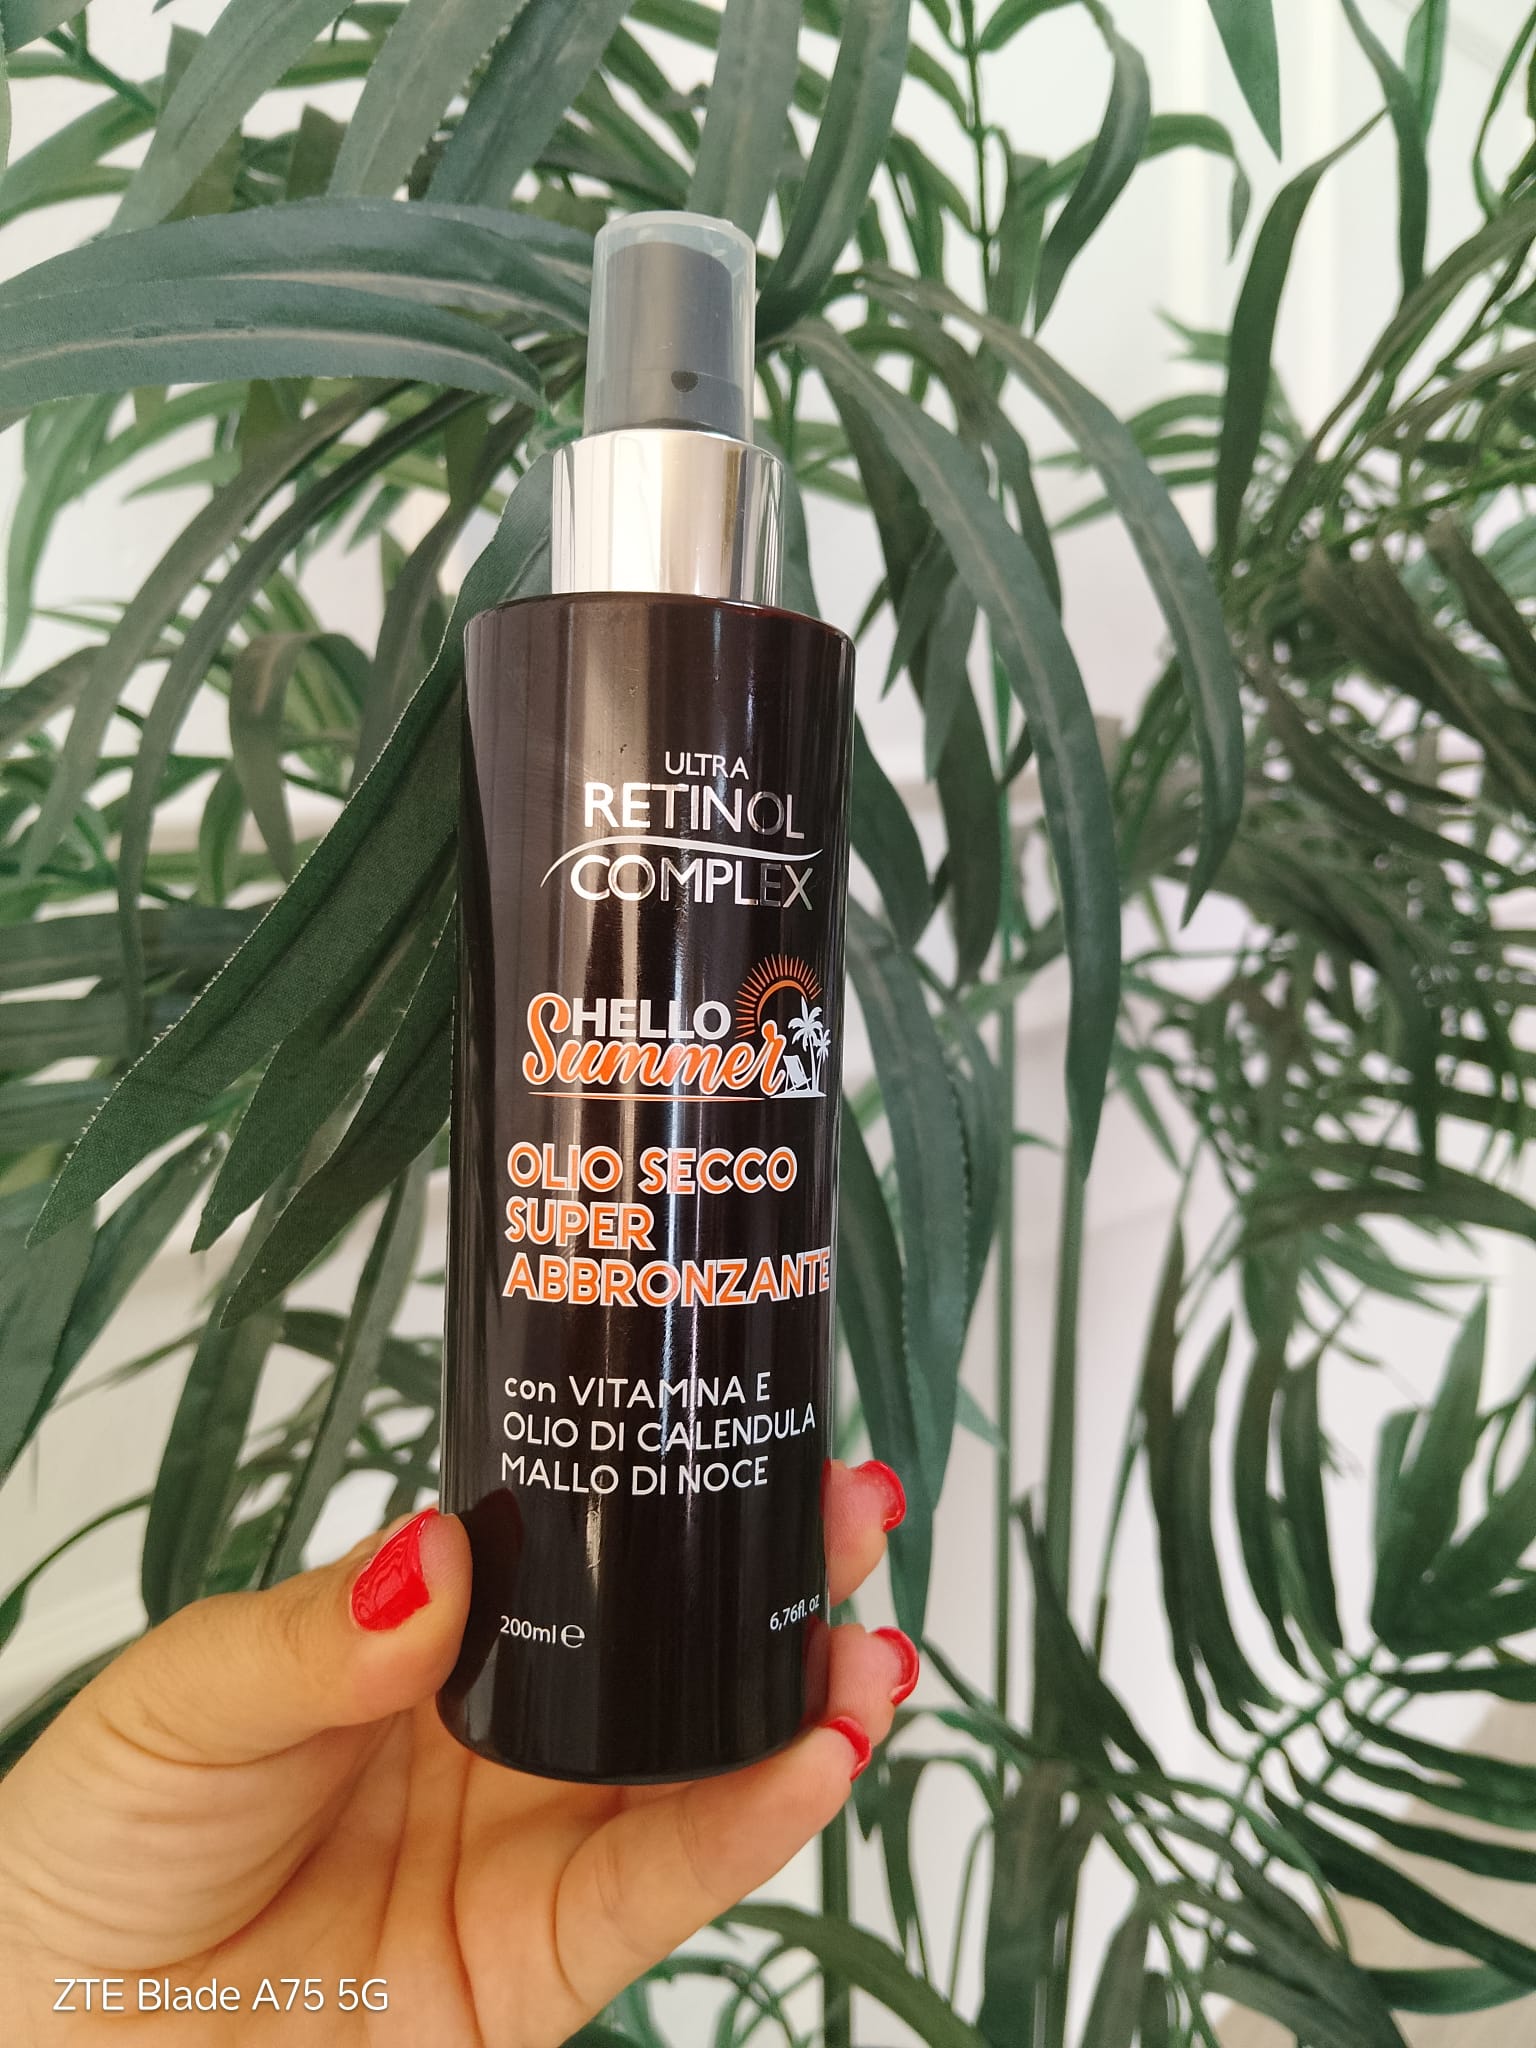 ULTRA
RETINOL
COMPLEX
HELLO
Summer
OLIO SECCO
SUPER
ABBRONZANTE
con VITAMINA E
OLIO DI CALENDULA
MALLO DI NOCE
200ml℮ 6,76fl. oz
ZTE Blade A75 5G